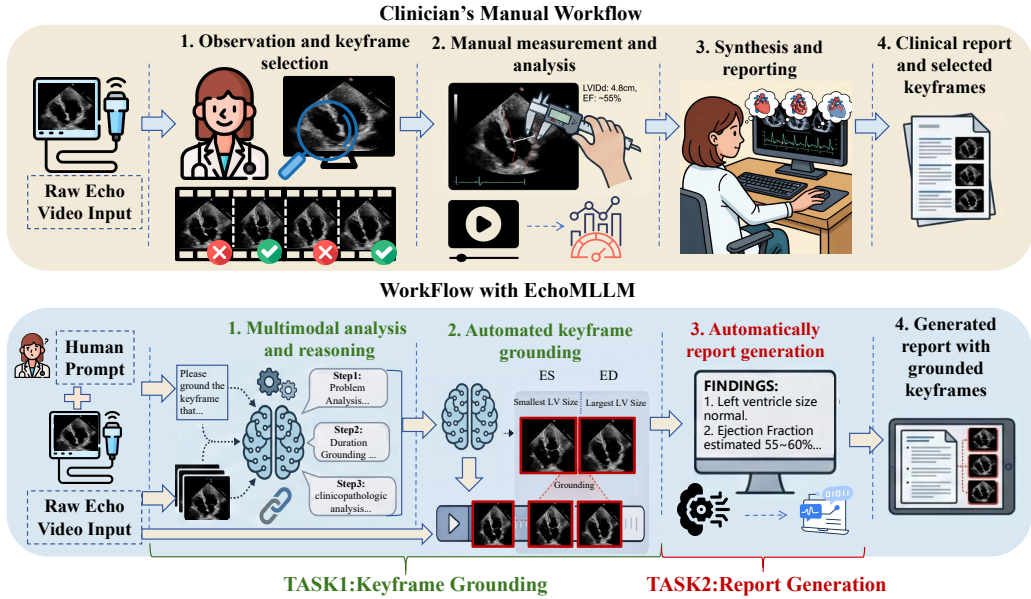 Clinician's Manual Workflow
1. Observation and keyframe
selection
2. Manual measurement and
analysis
3. Synthesis and
reporting
4. Clinical report
and selected
keyframes
LVIDd: 4.8cm,
EF: ~55%
Raw Echo
Video Input
WorkFlow with EchoMLLM
Human
Prompt
Raw Echo
Video Input
1. Multimodal analysis
and reasoning
Please
ground the
keyframe
that...
Step1:
Problem
Analysis...
Step2:
Duration
Grounding ...
Step3:
clinicopathologic
analysis...
2. Automated keyframe
grounding
ES
ED
Smallest LV Size
Largest LV Size
Grounding
3. Automatically
report generation
FINDINGS:
1. Left ventricle size
normal.
2. Ejection Fraction
estimated 55~60%...
01011
4. Generated
report with
grounded
keyframes
TASK1:Keyframe Grounding
TASK2:Report Generation